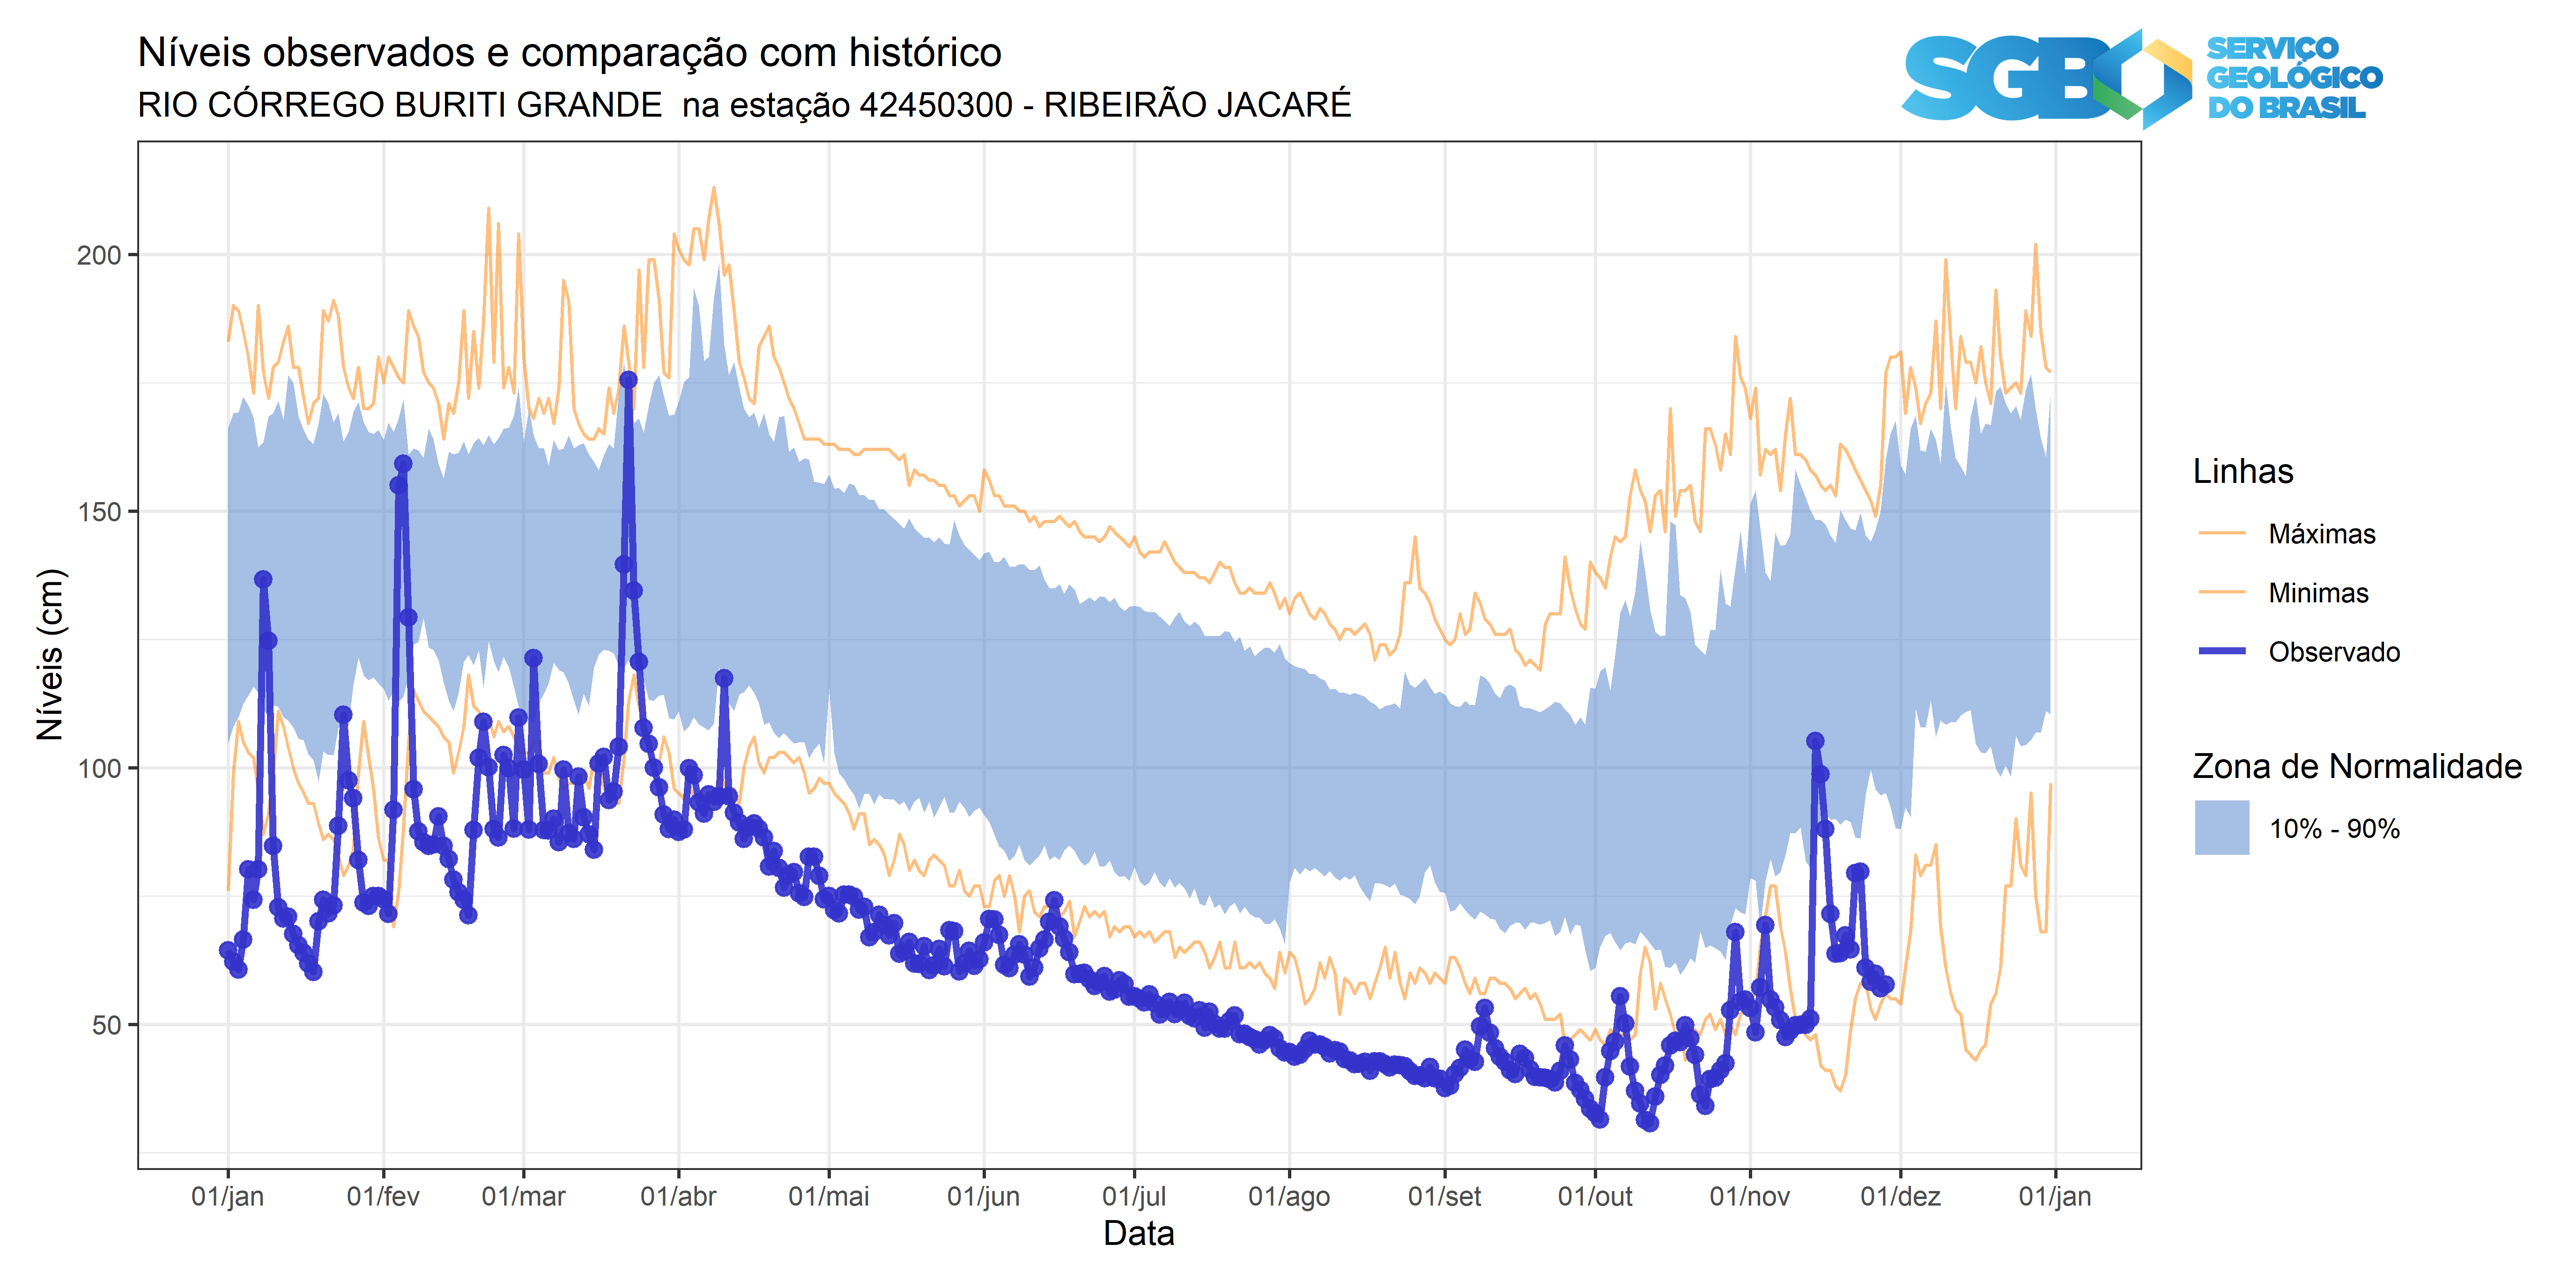 Níveis observados e comparação com histórico
RIO CÓRREGO BURITI GRANDE  na estação 42450300 - RIBEIRÃO JACARÉ
SGB
SERVIÇO
GEOLÓGICO
DO BRASIL
Níveis (cm)
200
150
100
50
01/jan
01/fev
01/mar
01/abr
01/mai
01/jun
01/jul
01/ago
01/set
01/out
01/nov
01/dez
01/jan
Data
Linhas
Máximas
Minimas
Observado
Zona de Normalidade
10% - 90%